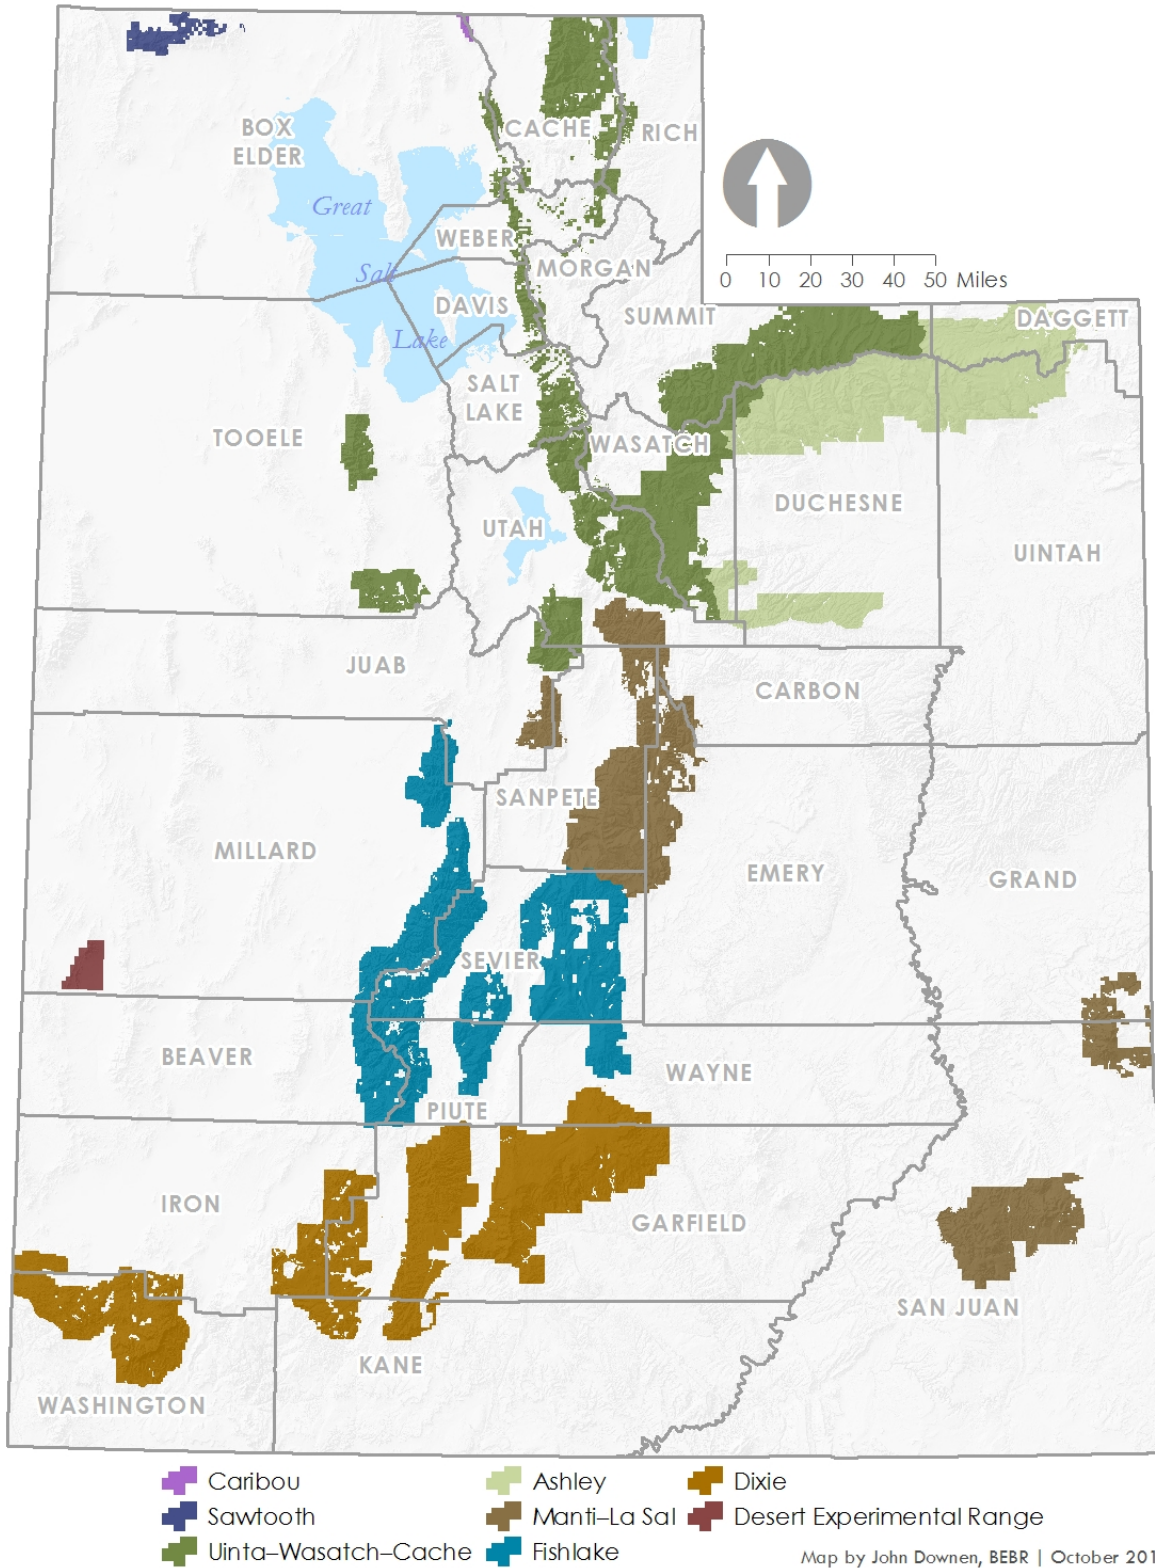 BOX
ELDER
CACHE
RICH
Great
WEBER
MORGAN
0 10 20 30 40 50 Miles
Salt
DAVIS
SUMMIT
DAGGETT
Lake
SALT
LAKE
TOOELE
WASATCH
DUCHESNE
UTAH
UINTAH
JUAB
CARBON
SANPETE
MILLARD
EMERY
GRAND
SEVIER
BEAVER
WAYNE
PIUTE
IRON
GARFIELD
SAN JUAN
KANE
WASHINGTON
Caribou
Ashley
Dixie
Sawtooth
Manti–La Sal
Desert Experimental Range
Uinta–Wasatch–Cache
Fishlake
Map by John Downen, BEBR | October 201